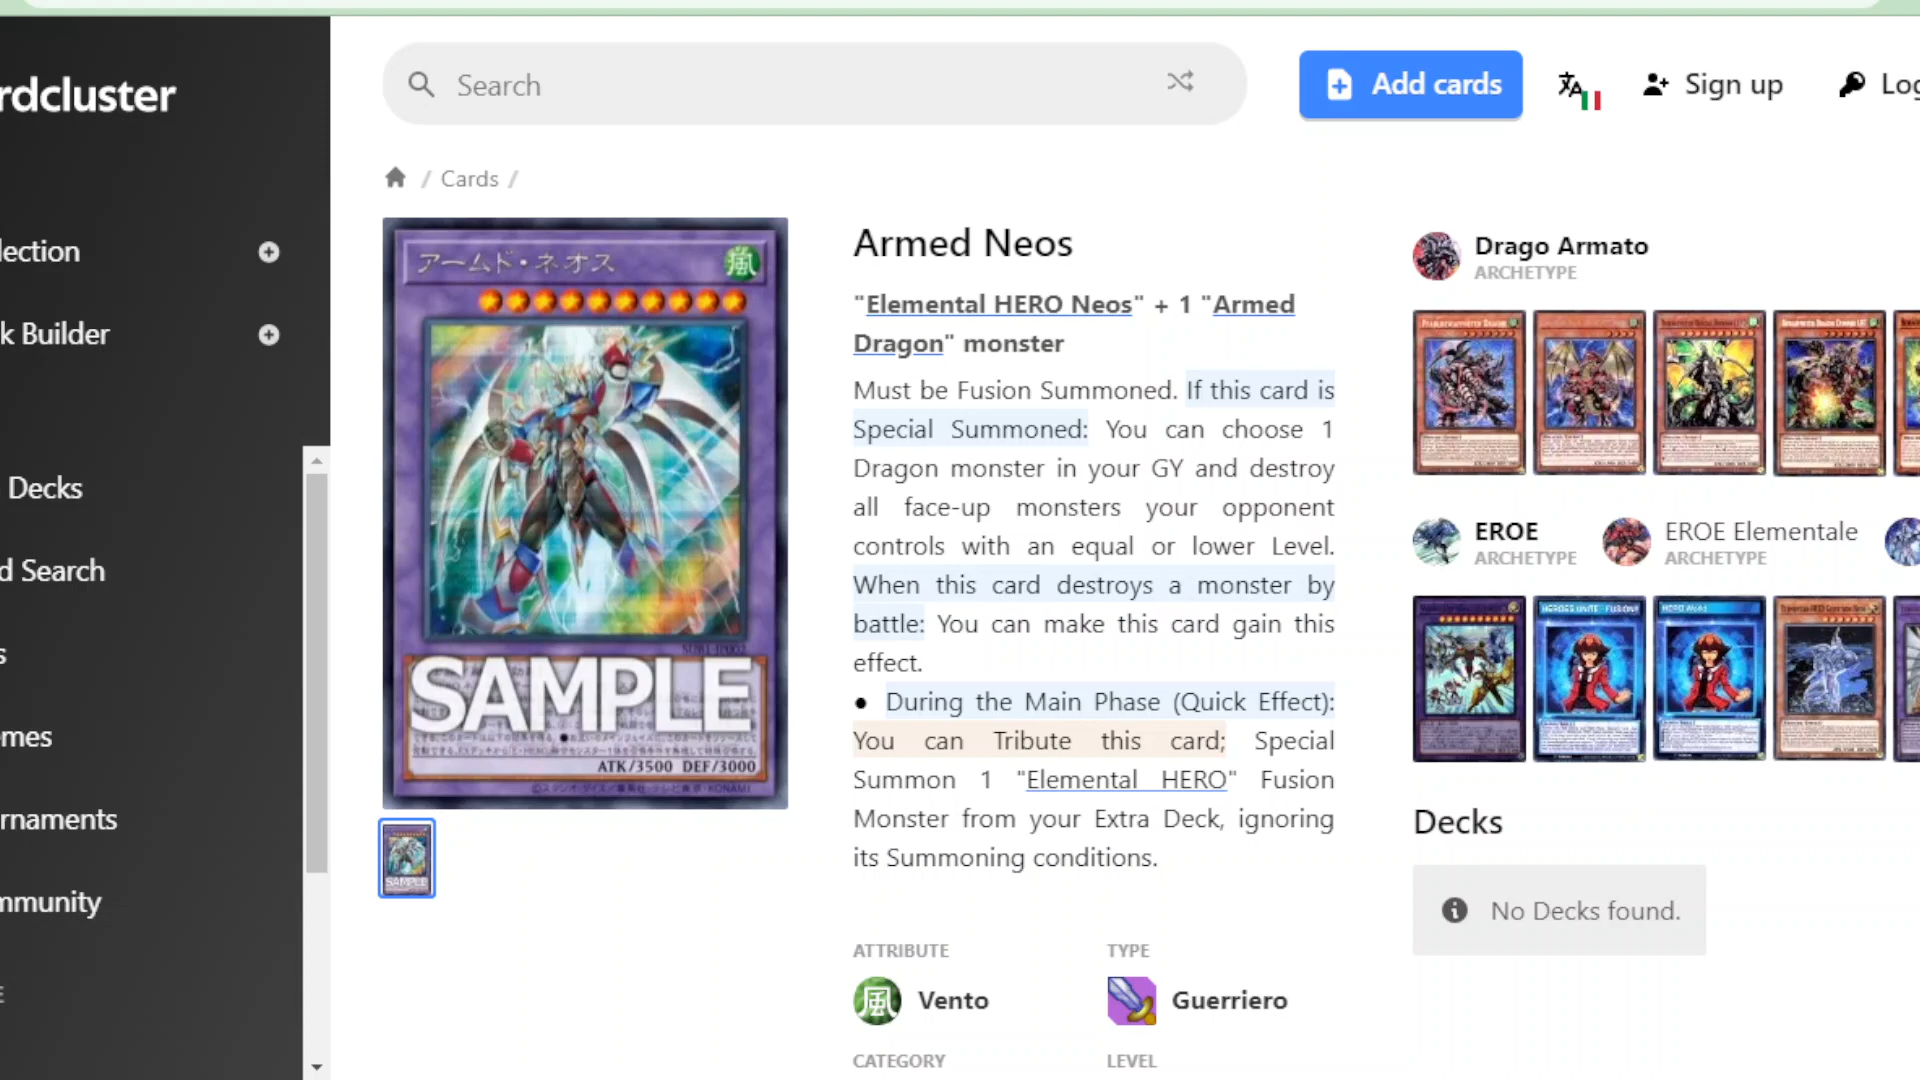 rdcluster
Search
Add cards
Sign up
Log
lection
k Builder
Decks
d Search
s
emes
rnaments
mmunity
E
/ Cards /
アームド・ネオス
風
SAMPLE
ATK/3500 DEF/3000
SAMPLE
Armed Neos
"Elemental HERO Neos" + 1 "Armed
Dragon" monster
Must be Fusion Summoned. If this card is
Special Summoned: You can choose 1
Dragon monster in your GY and destroy
all face-up monsters your opponent
controls with an equal or lower Level.
When this card destroys a monster by
battle: You can make this card gain this
effect.
● During the Main Phase (Quick Effect):
You can Tribute this card; Special
Summon 1 "Elemental HERO" Fusion
Monster from your Extra Deck, ignoring
its Summoning conditions.
ATTRIBUTE
TYPE
風 Vento
Guerriero
CATEGORY
LEVEL
Drago Armato
ARCHETYPE
EROE
ARCHETYPE
EROE Elementale
ARCHETYPE
HERO World
Decks
No Decks found.